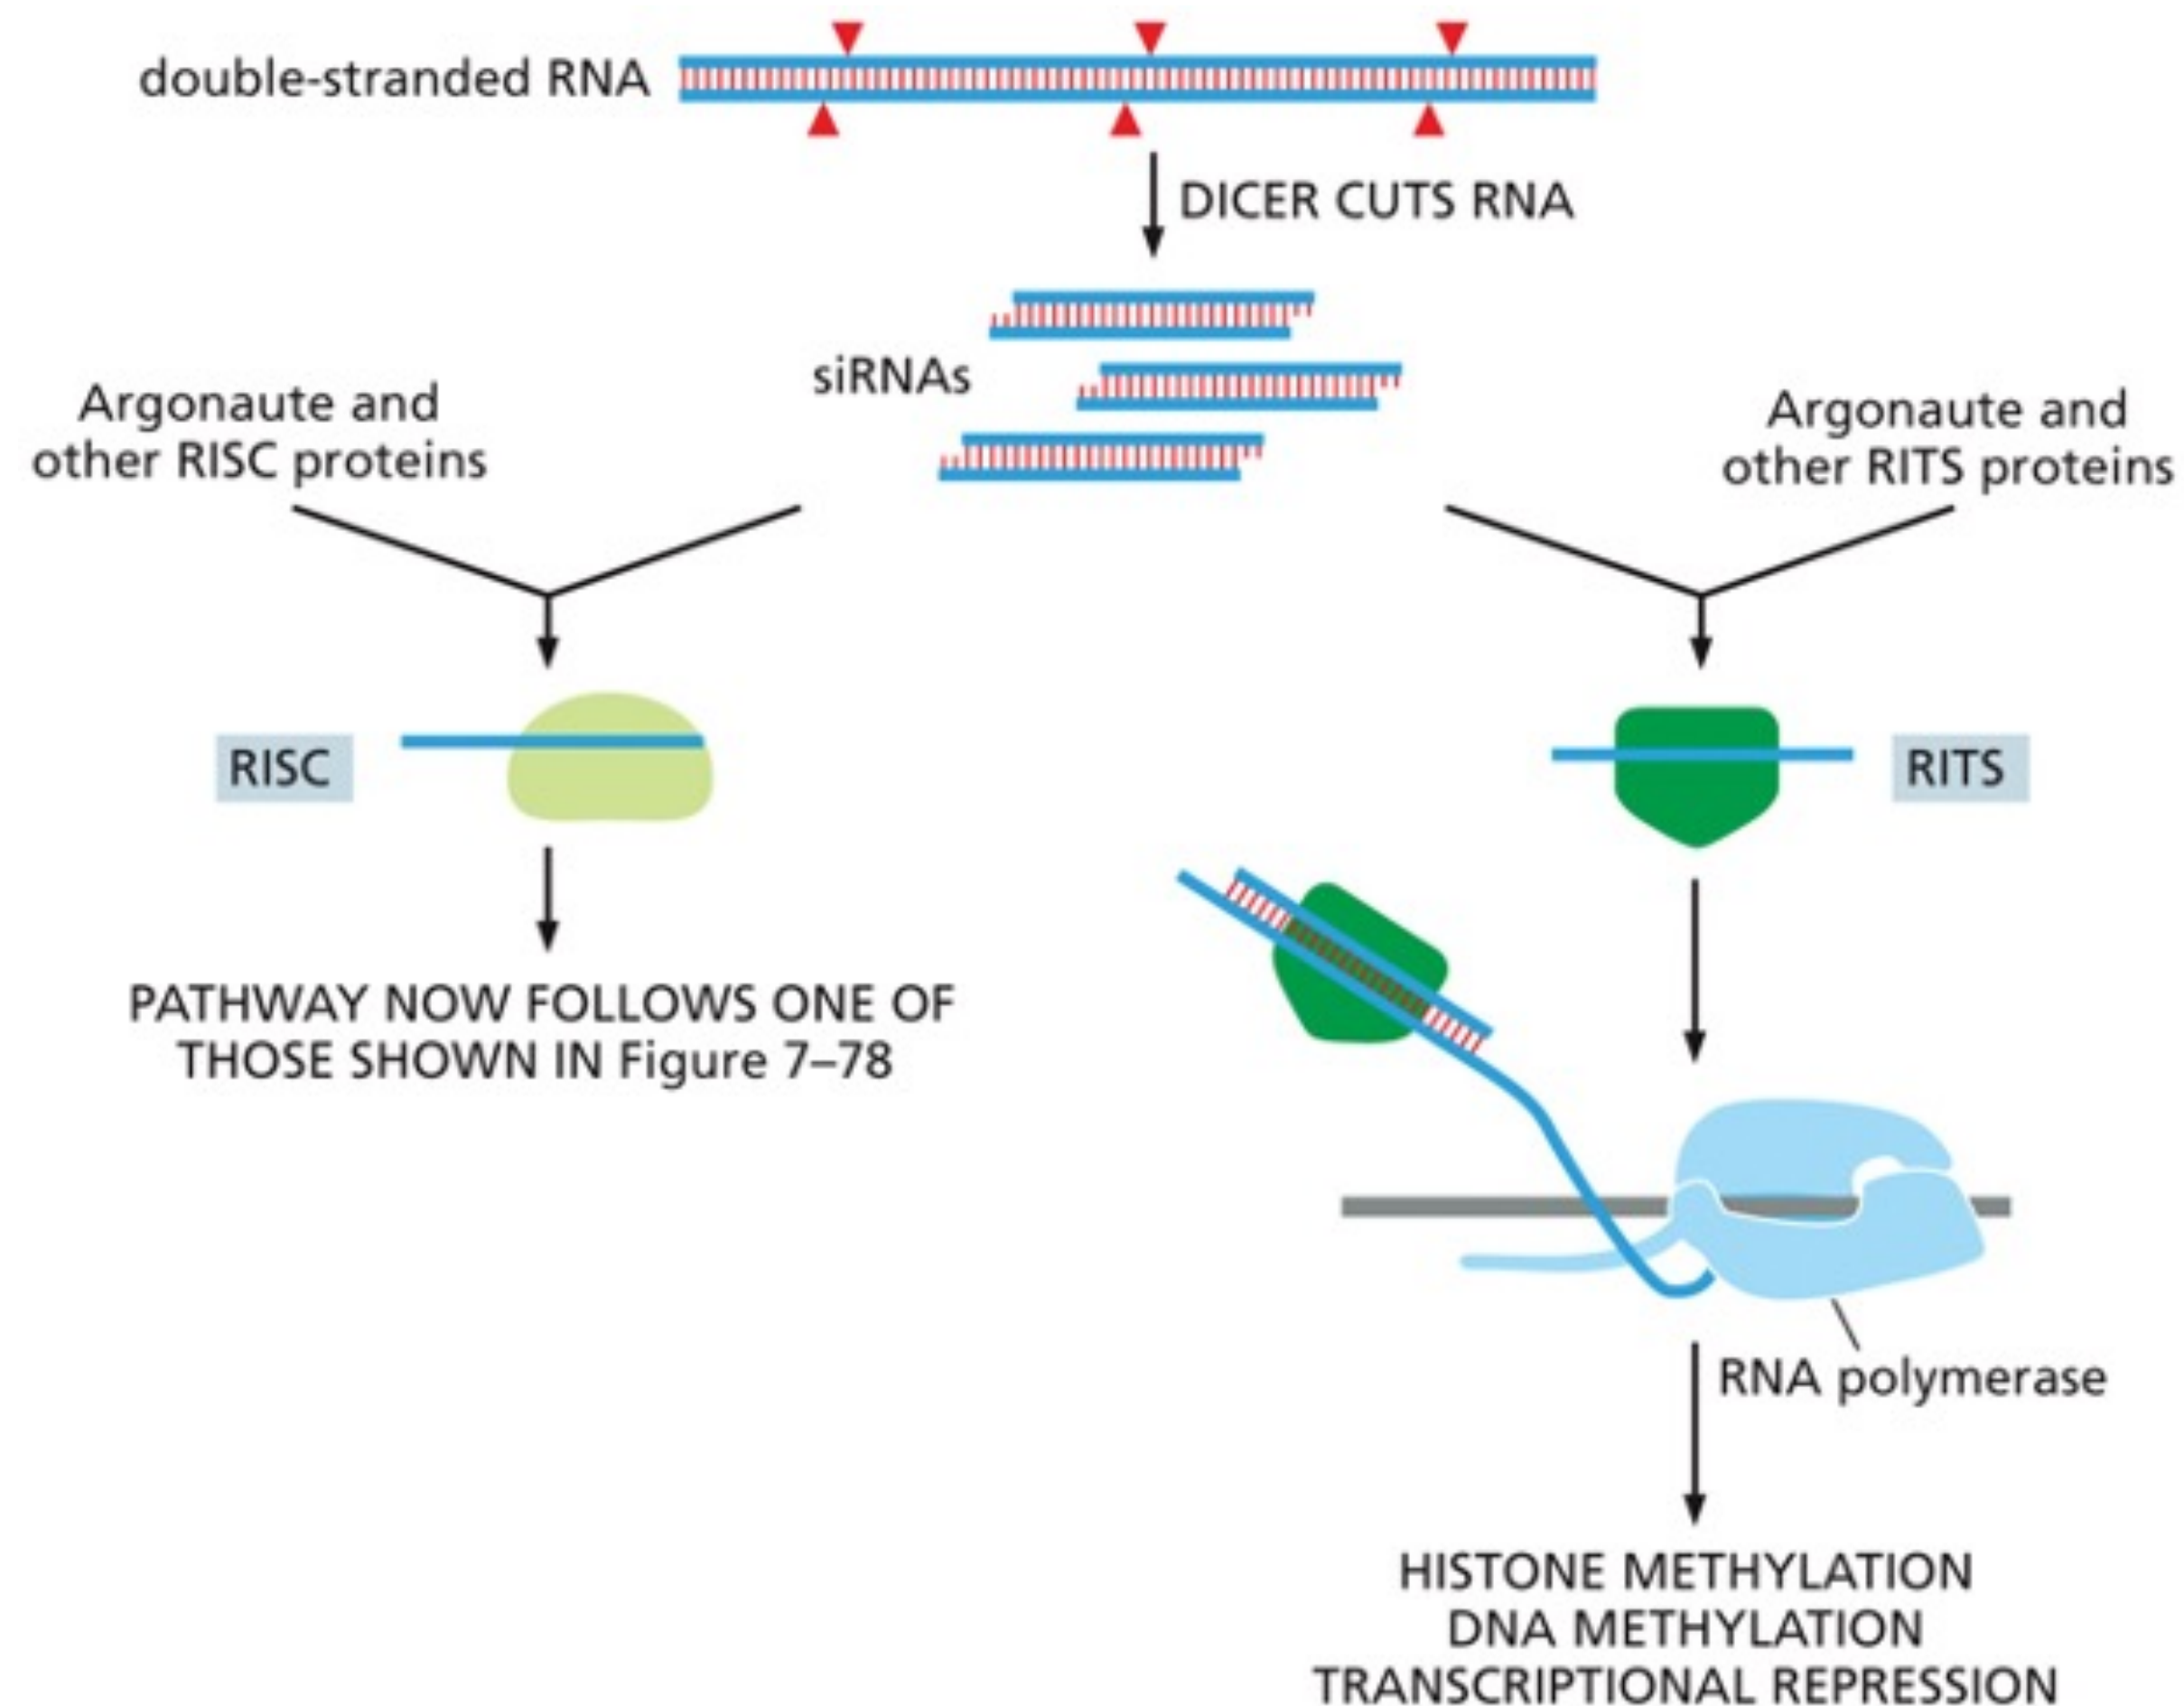 double-stranded RNA
DICER CUTS RNA
siRNAs
Argonaute and
other RISC proteins
Argonaute and
other RITS proteins
RISC
RITS
PATHWAY NOW FOLLOWS ONE OF
THOSE SHOWN IN Figure 7–78
RNA polymerase
HISTONE METHYLATION
DNA METHYLATION
TRANSCRIPTIONAL REPRESSION